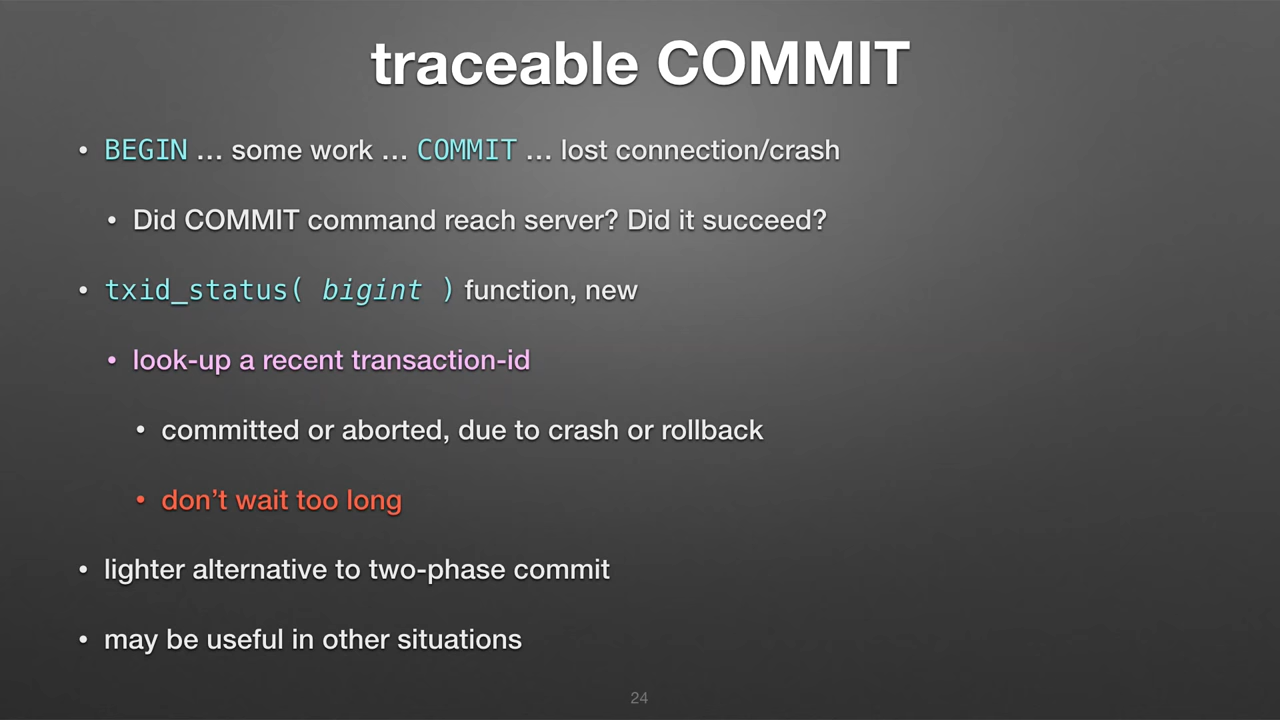 traceable COMMIT
• BEGIN … some work … COMMIT … lost connection/crash
• Did COMMIT command reach server? Did it succeed?
• txid_status( bigint ) function, new
• look-up a recent transaction-id
• committed or aborted, due to crash or rollback
• don’t wait too long
• lighter alternative to two-phase commit
• may be useful in other situations
24